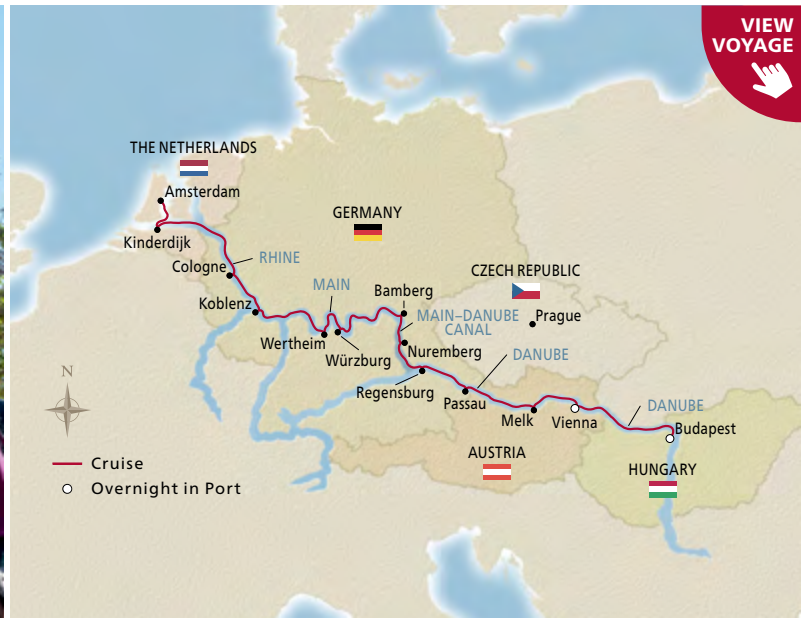 VIEW
VOYAGE
THE NETHERLANDS
Amsterdam
GERMANY
Kinderdijk
RHINE
Cologne
CZECH REPUBLIC
MAIN
Bamberg
Koblenz
MAIN–DANUBE
CANAL
Prague
Wertheim
Würzburg
Nuremberg
DANUBE
N
Regensburg
Passau
Melk
Vienna
DANUBE
Budapest
AUSTRIA
HUNGARY
Cruise
Overnight in Port